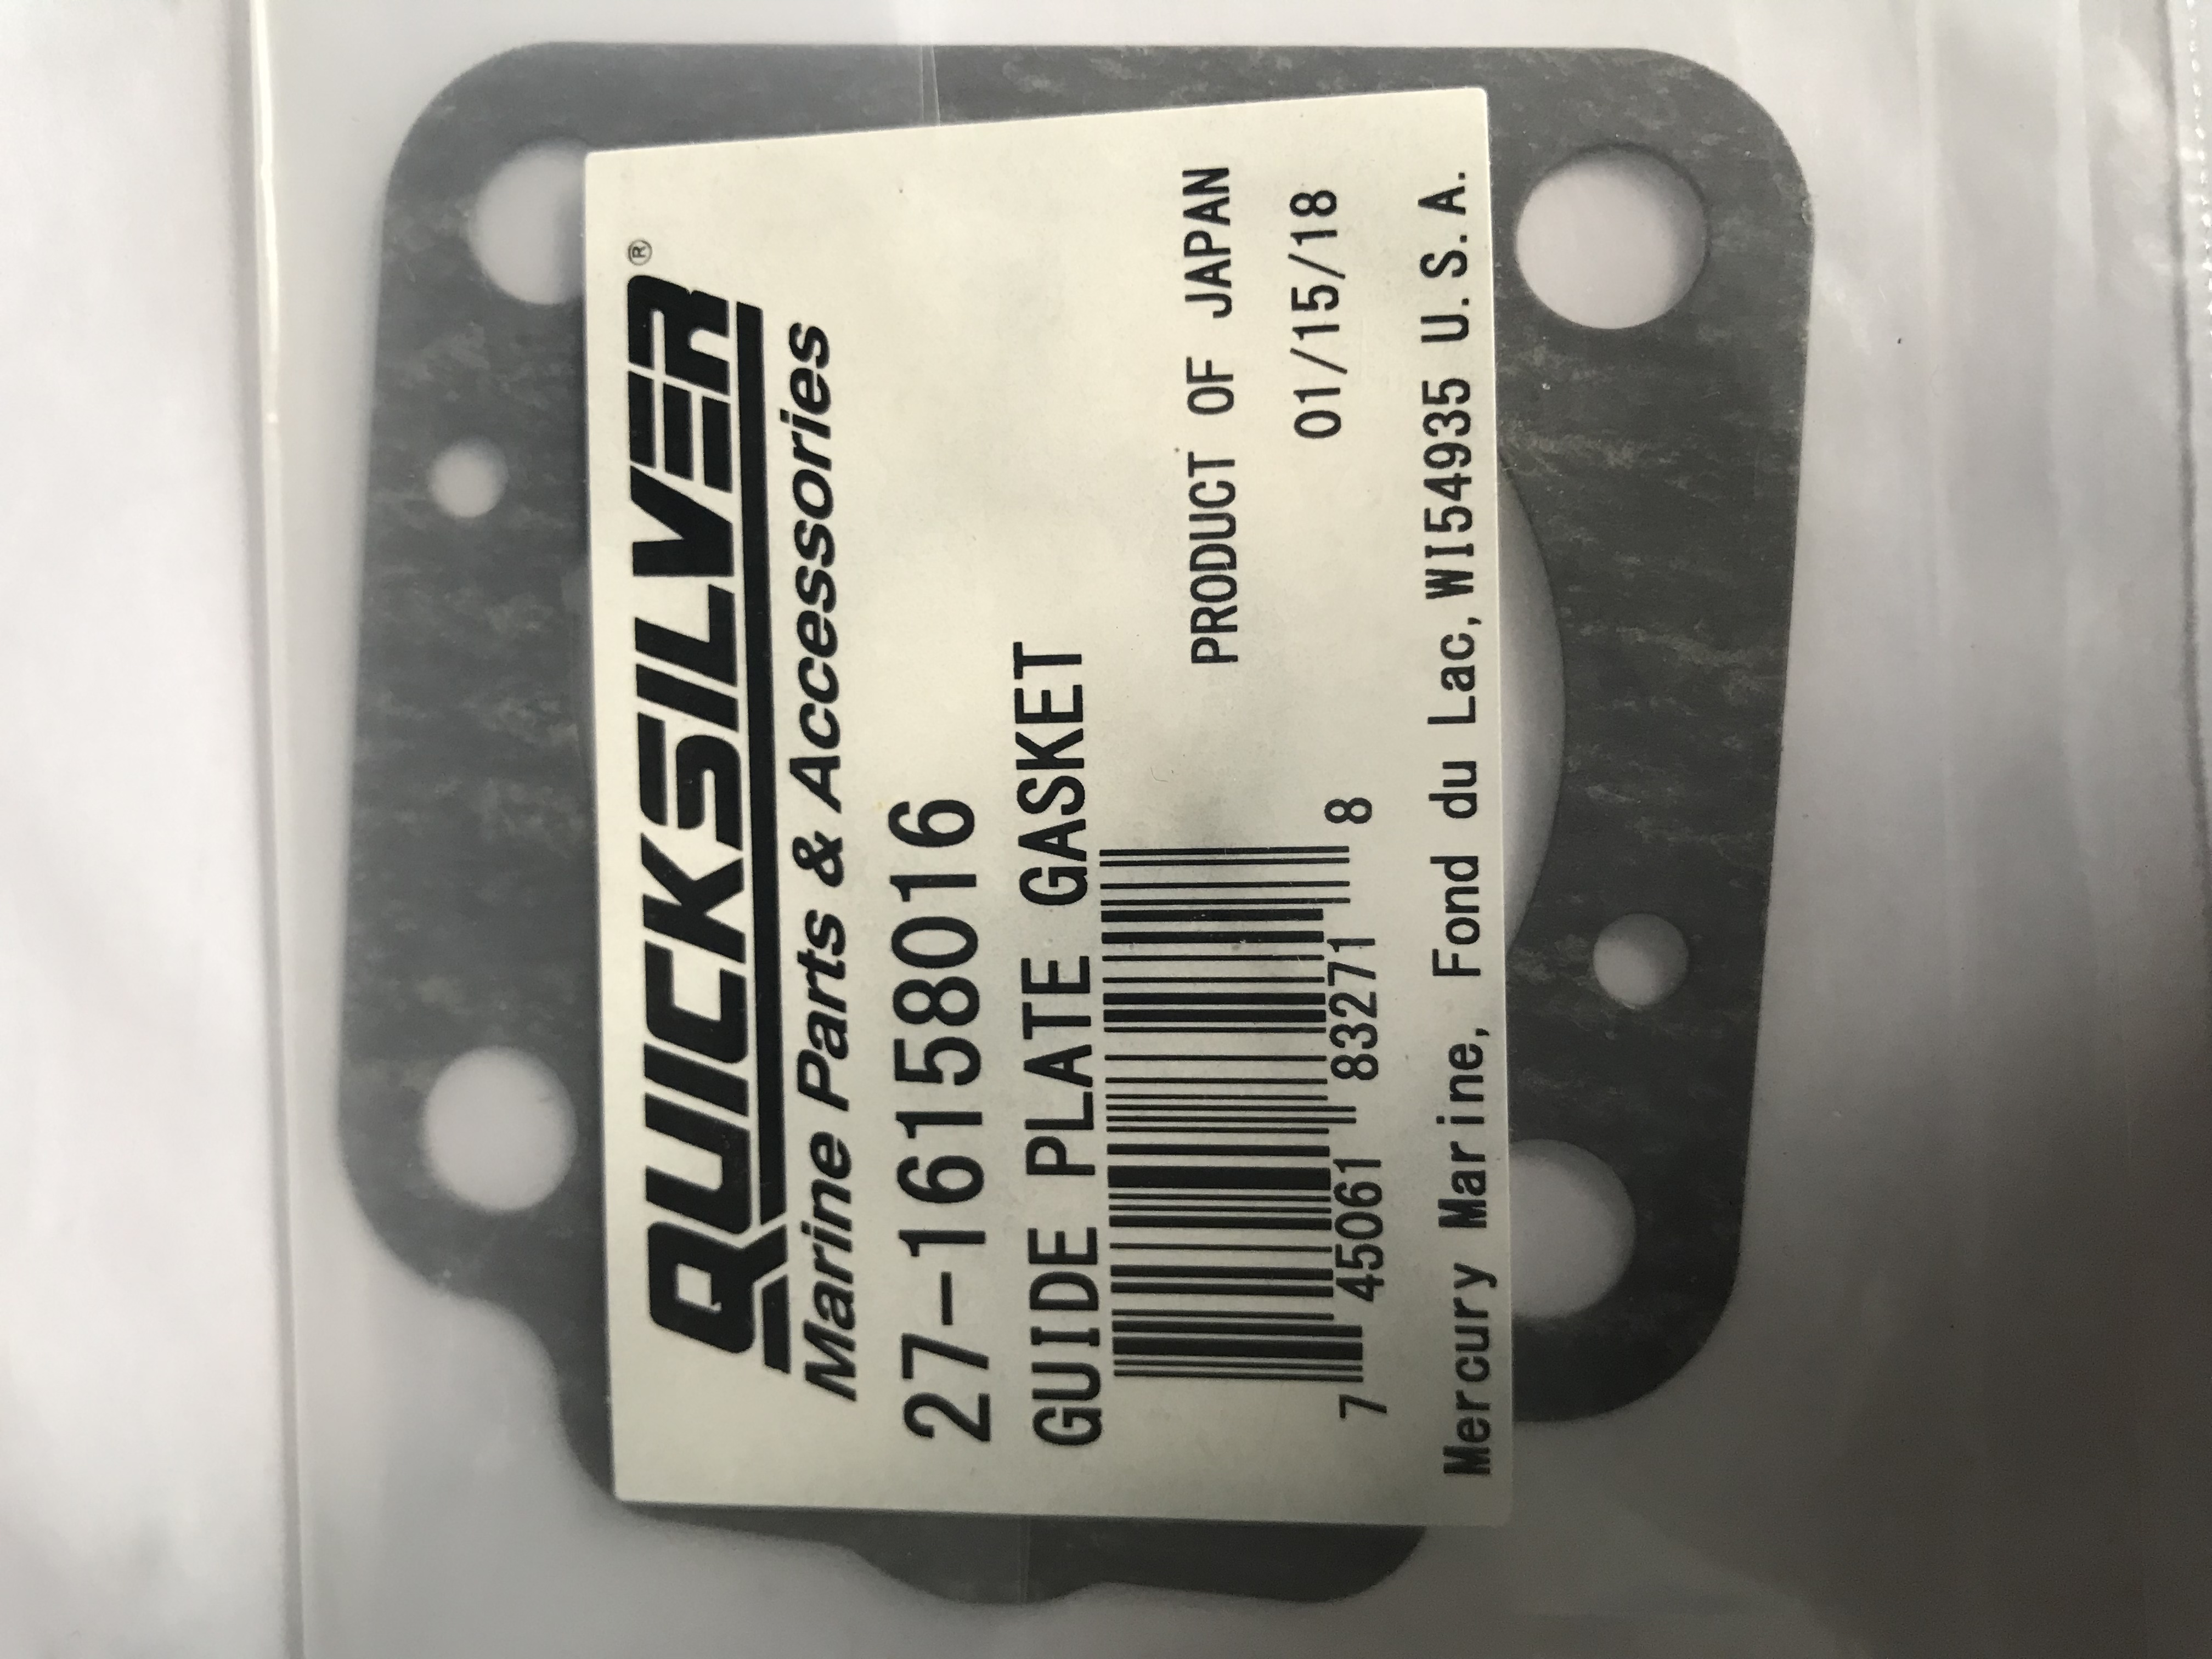 QUICKSILVER®
Marine Parts & Accessories
27-16158016
GUIDE PLATE GASKET
PRODUCT OF JAPAN
01/15/18
7 45061 83271 8
Mercury Marine, Fond du Lac, WI54935 U.S.A.